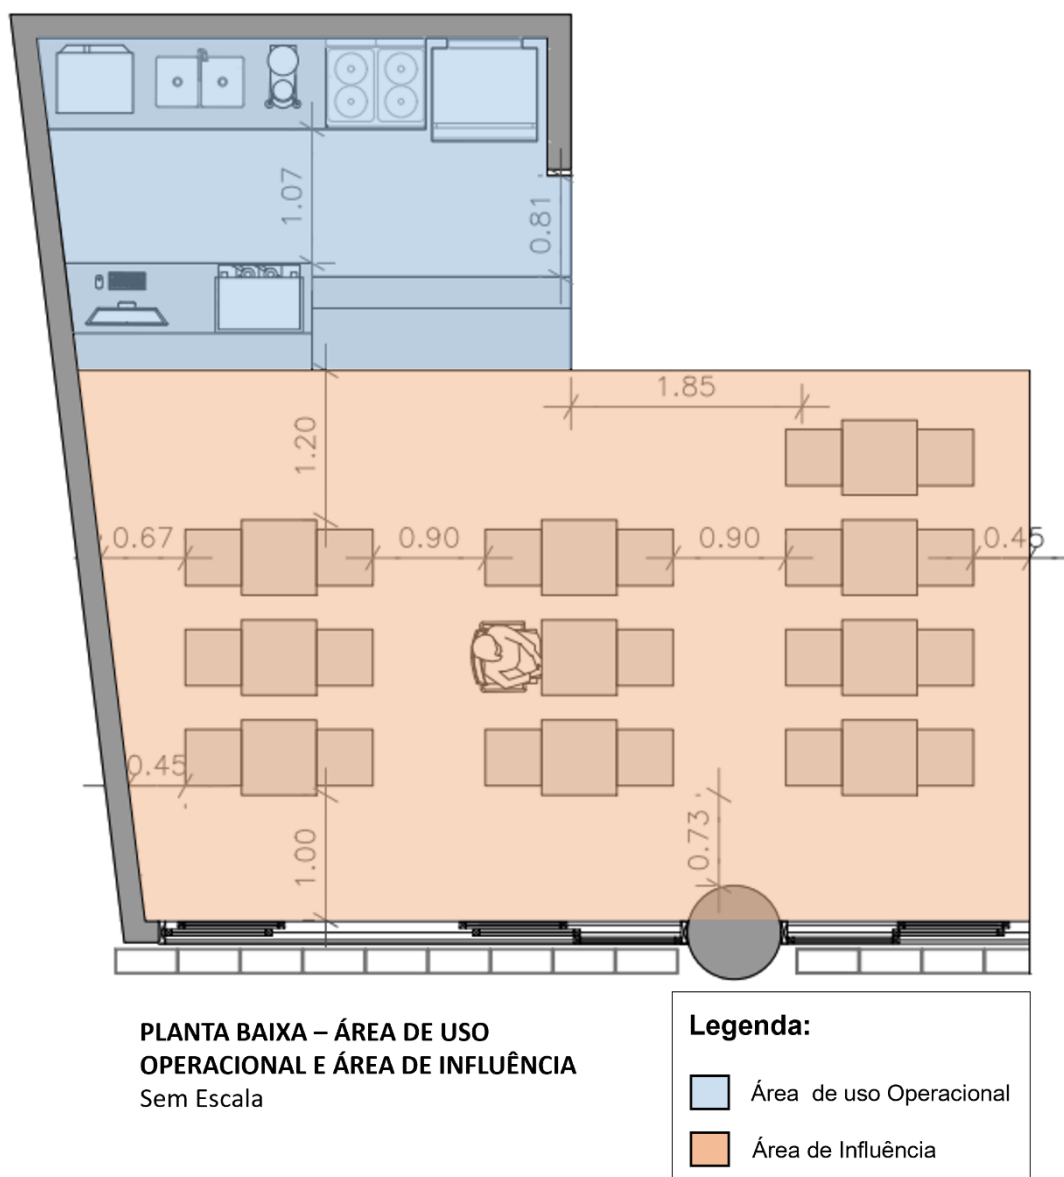 1.07
0.81
1.85
1.20
0.67
0.90
0.90
0.45
0.45
1.00
0.73
PLANTA BAIXA – ÁREA DE USO
OPERACIONAL E ÁREA DE INFLUÊNCIA
Sem Escala
Legenda:
Área de uso Operacional
Área de Influência